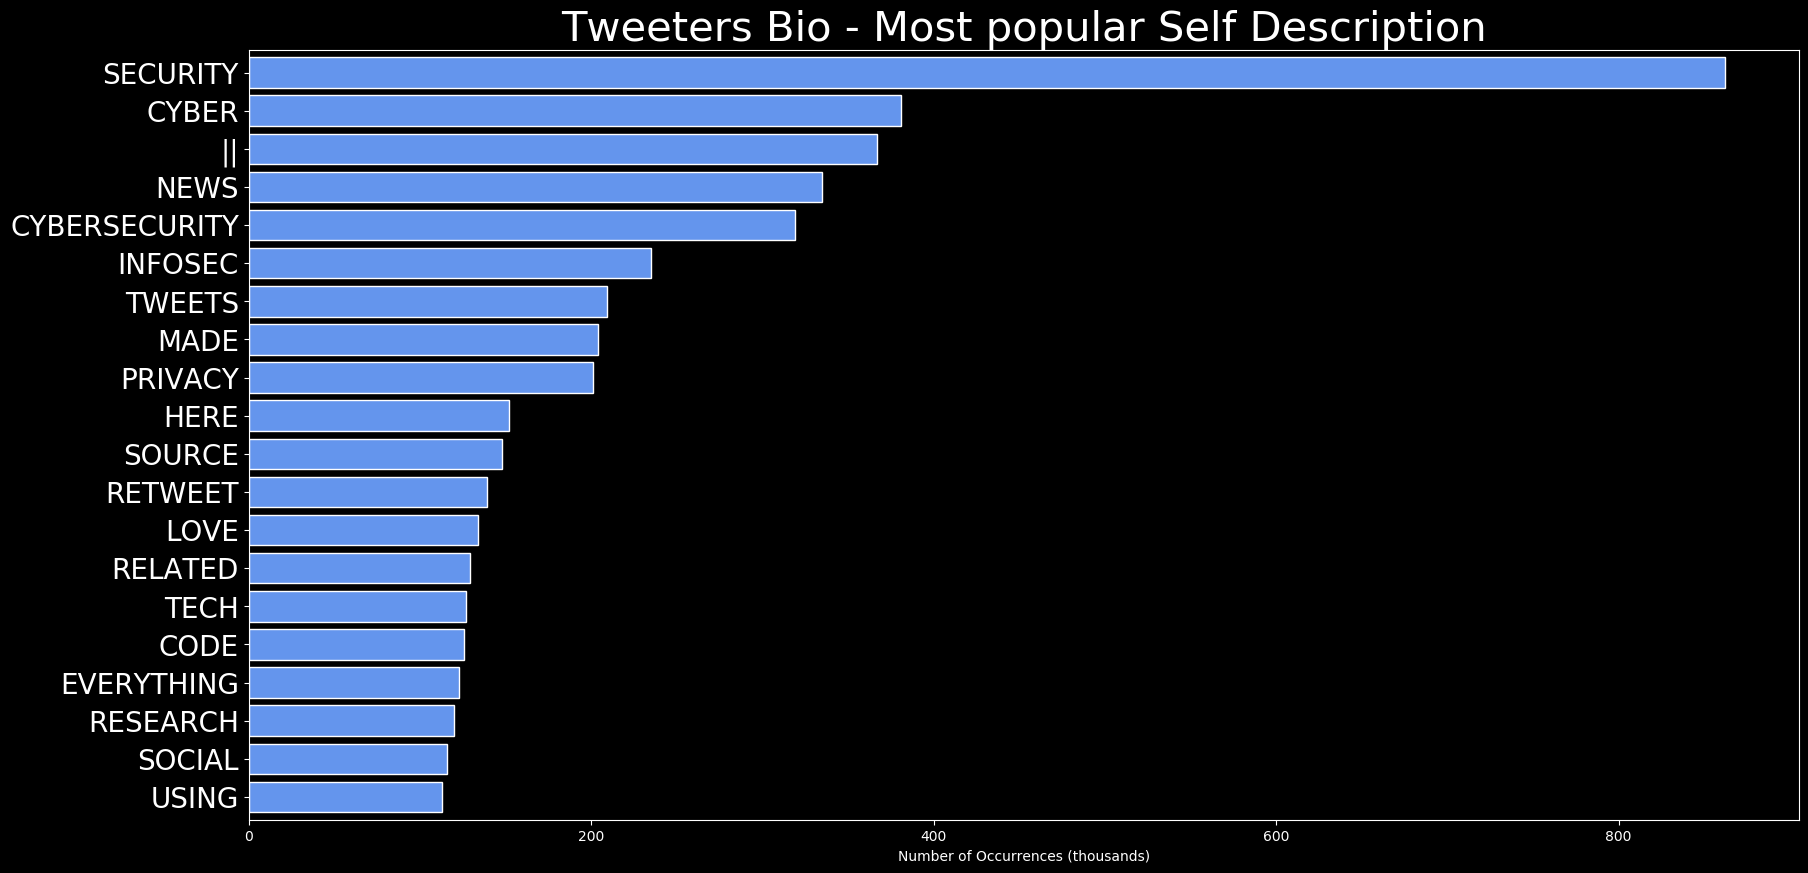 Tweeters Bio - Most popular Self Description
SECURITY
CYBER
||
NEWS
CYBERSECURITY
INFOSEC
TWEETS
MADE
PRIVACY
HERE
SOURCE
RETWEET
LOVE
RELATED
TECH
CODE
EVERYTHING
RESEARCH
SOCIAL
USING
0 200 400 600 800
Number of Occurrences (thousands)